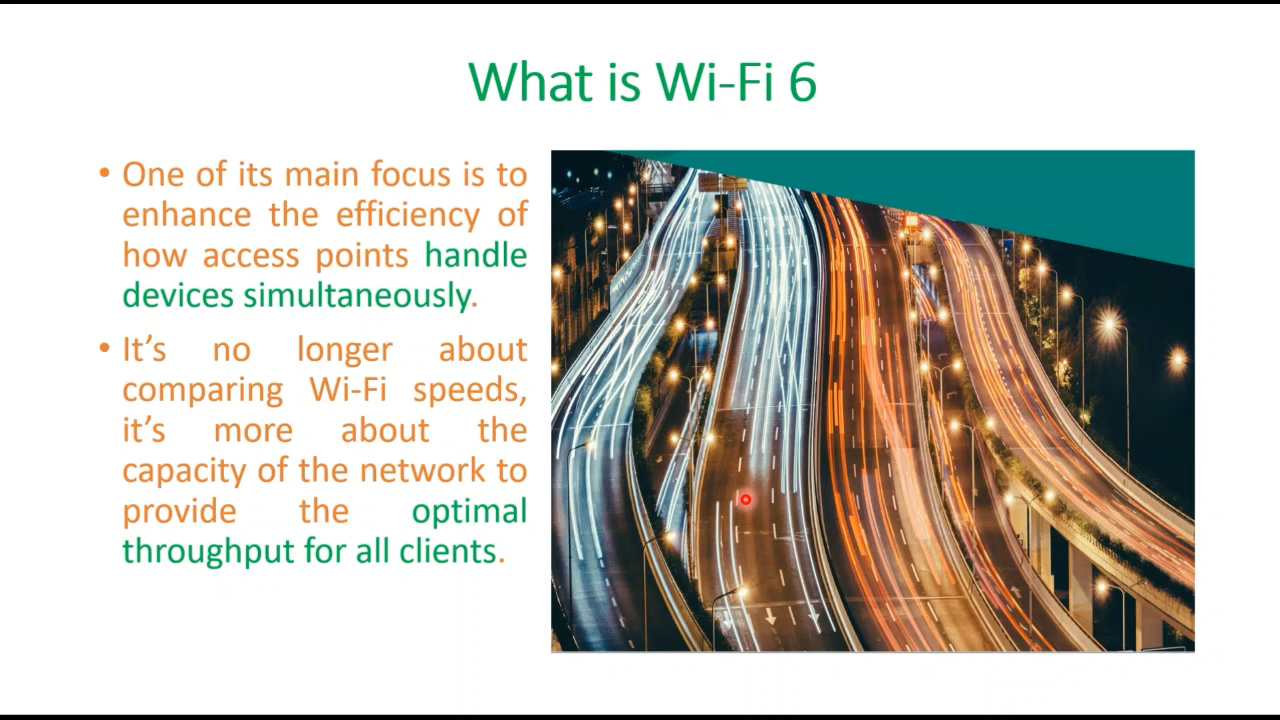 What is Wi-Fi 6
• One of its main focus is to
enhance the efficiency of
how access points handle
devices simultaneously.
• It’s no longer about
comparing Wi-Fi speeds,
it’s more about the
capacity of the network to
provide the optimal
throughput for all clients.